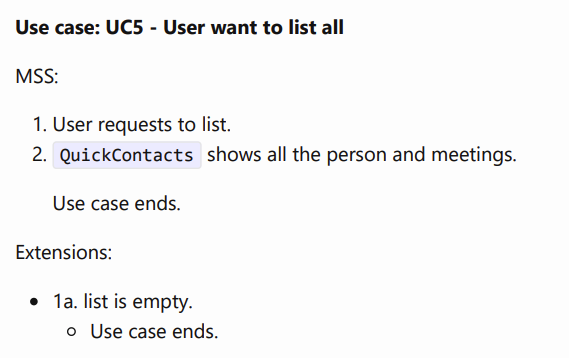 Use case: UC5 - User want to list all
MSS:
1. User requests to list.
2. QuickContacts shows all the person and meetings.
Use case ends.
Extensions:
• 1a. list is empty.
○ Use case ends.